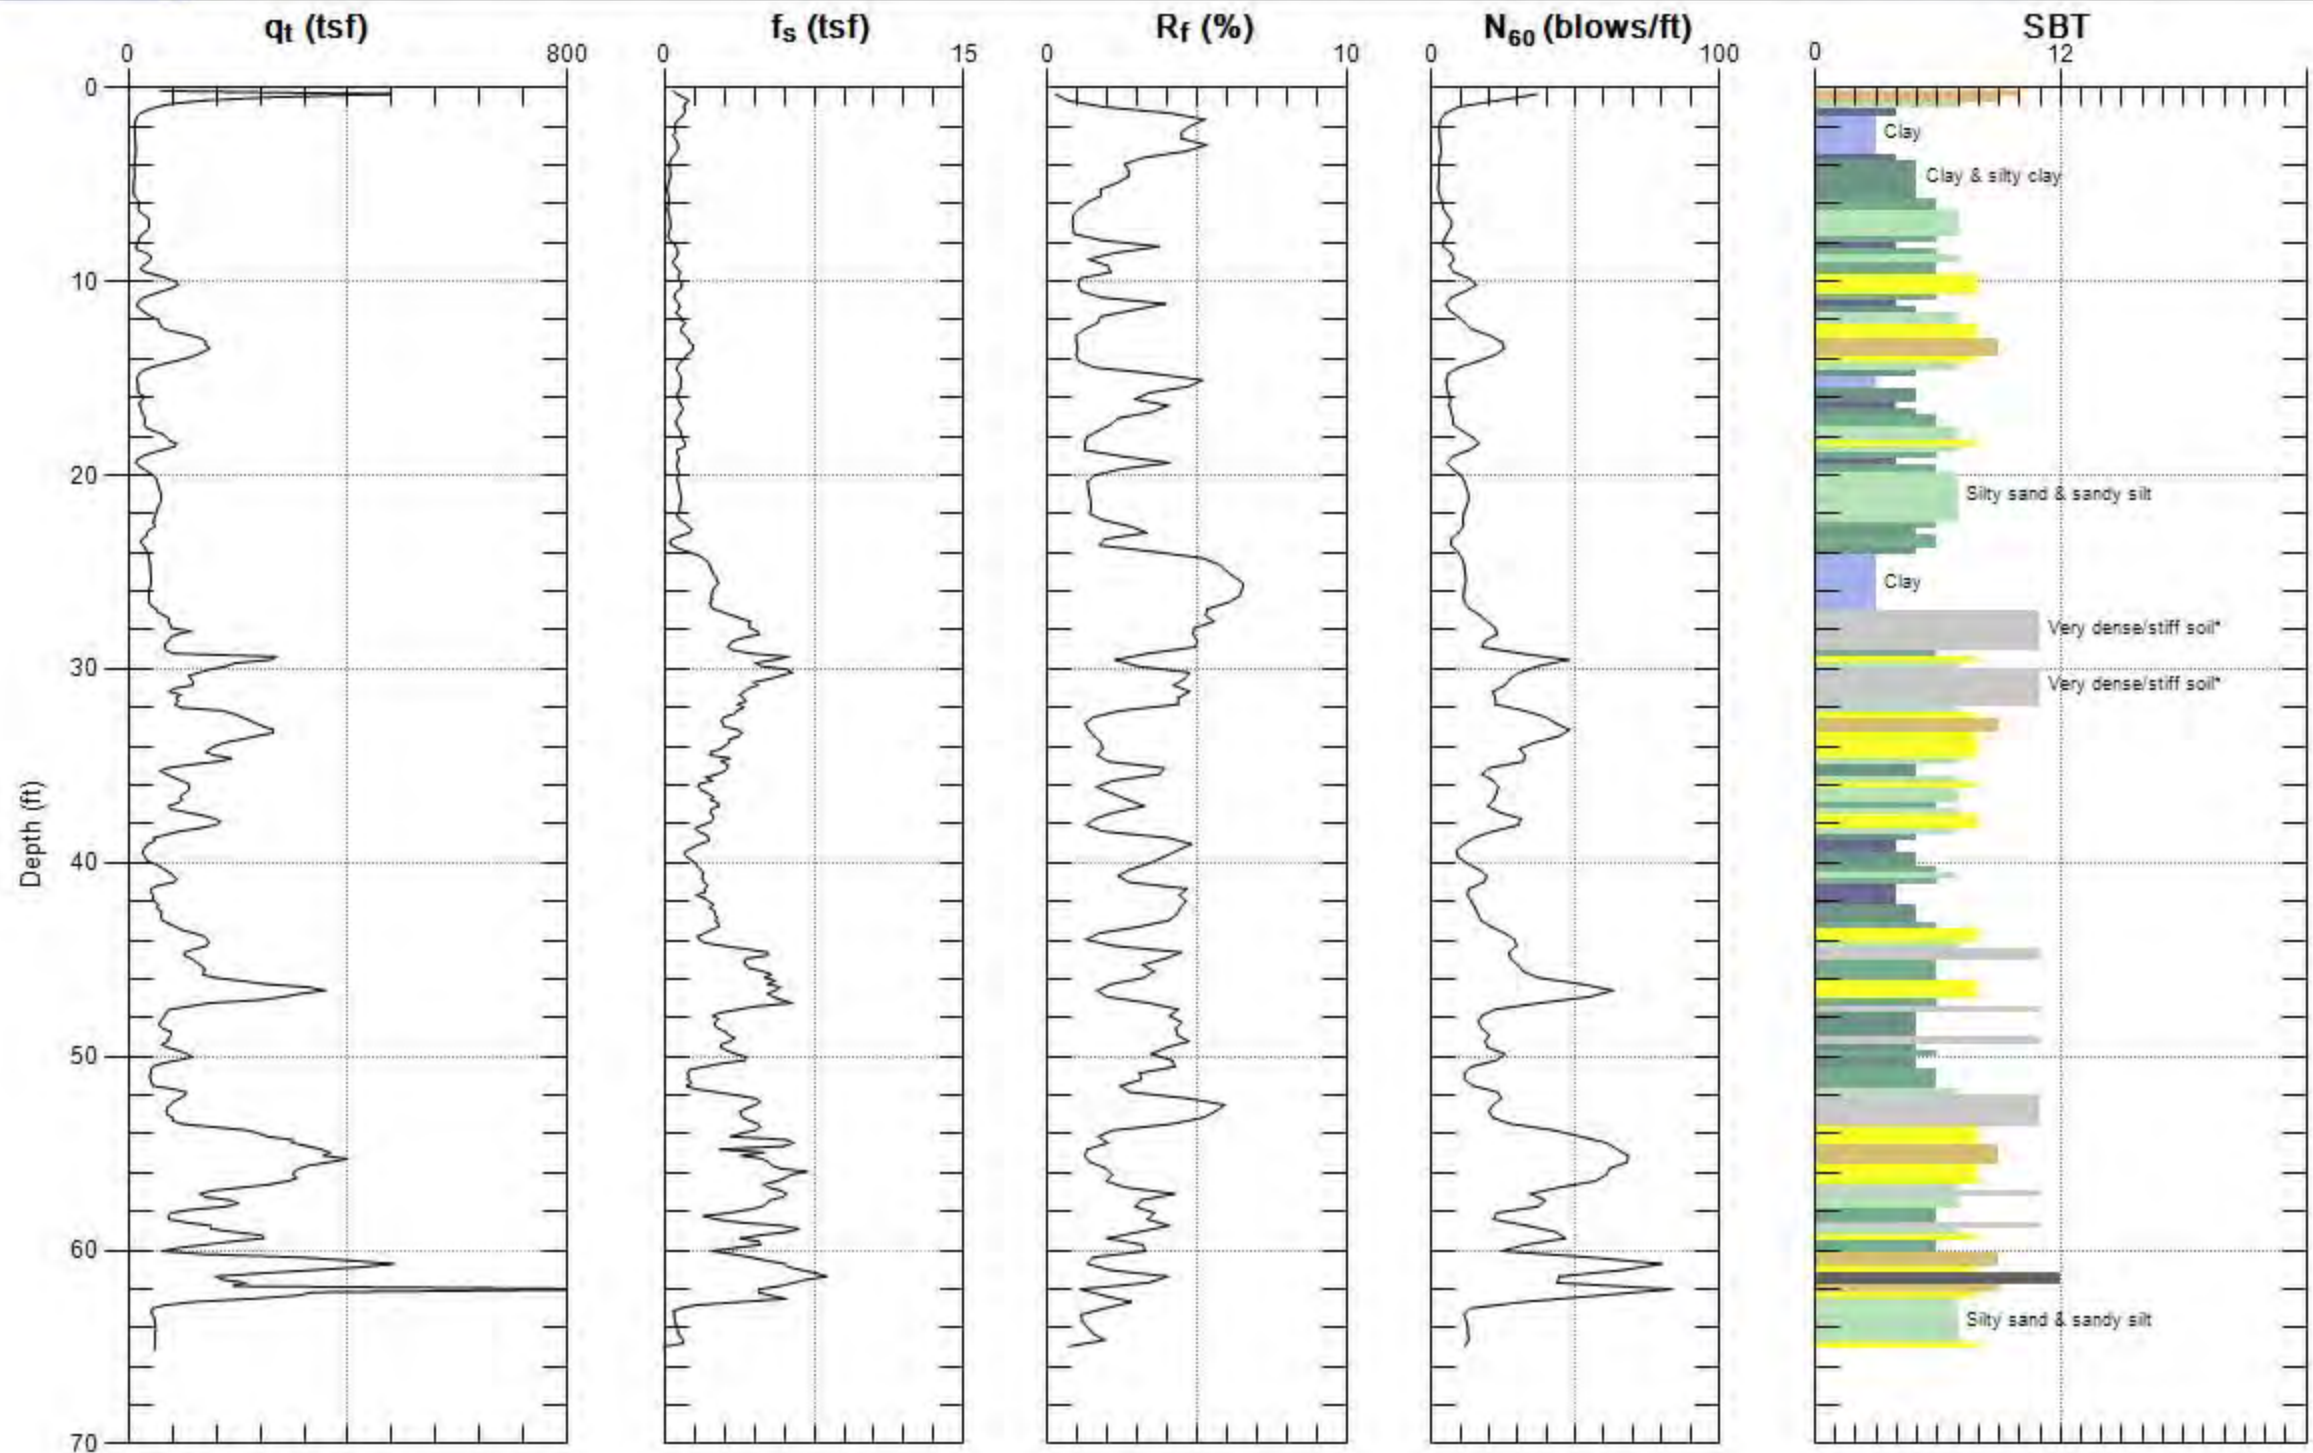 qt (tsf) fs (tsf) Rf (%) N60 (blows/ft) SBT
0 800 0 15 0 10 0 100 0 12
0
Clay
Clay & silty clay
10
20
Silty sand & sandy silt
Clay
Very dense/stiff soil*
30
Very dense/stiff soil*
Depth (ft)
40
50
60
Silty sand & sandy silt
70